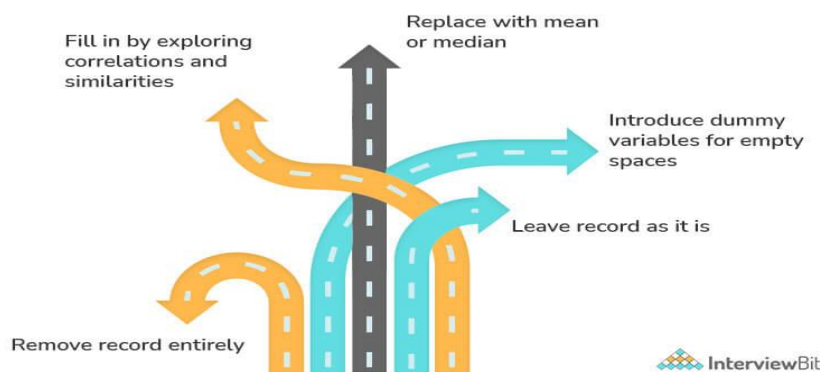 Fill in by exploring
correlations and
similarities
Replace with mean
or median
Introduce dummy
variables for empty
spaces
Leave record as it is
Remove record entirely
InterviewBit